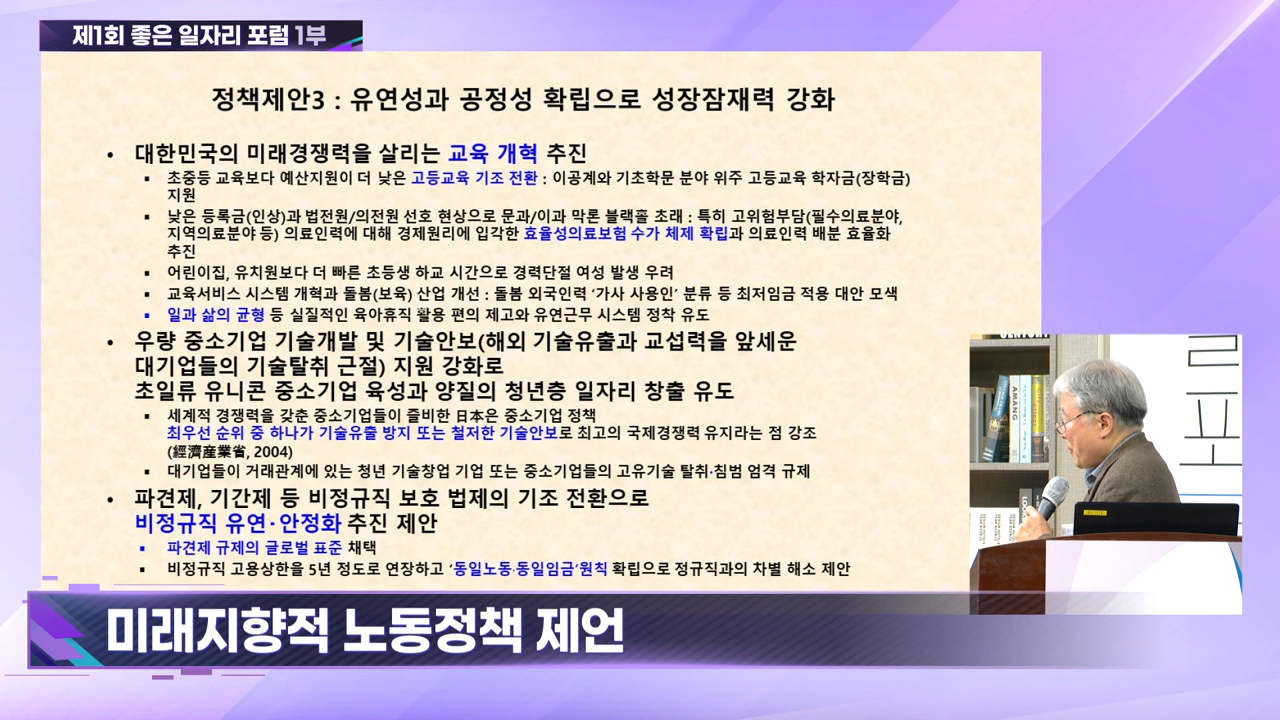 제1회 좋은 일자리 포럼 1부
정책제안3 : 유연성과 공정성 확립으로 성장잠재력 강화
• 대한민국의 미래경쟁력을 살리는 교육 개혁 추진
▪ 초중등 교육보다 예산지원이 더 낮은 고등교육 기조 전환 : 이공계와 기초학문 분야 위주 고등교육 학자금(장학금)
지원
▪ 낮은 등록금(인상)과 법전원/의전원 선호 현상으로 문과/이과 막론 블랙홀 초래 : 특히 고위험부담(필수의료분야,
지역의료분야 등) 의료인력에 대해 경제원리에 입각한 효율성의료보험 수가 체제 확립과 의료인력 배분 효율화
추진
▪ 어린이집, 유치원보다 더 빠른 초등생 하교 시간으로 경력단절 여성 발생 우려
▪ 교육서비스 시스템 개혁과 돌봄(보육) 산업 개선 : 돌봄 외국인력 ‘가사 사용인’ 분류 등 최저임금 적용 대안 모색
▪ 일과 삶의 균형 등 실질적인 육아휴직 활용 편의 제고와 유연근무 시스템 정착 유도
• 우량 중소기업 기술개발 및 기술안보(해외 기술유출과 교섭력을 앞세운
대기업들의 기술탈취 근절) 지원 강화로
초일류 유니콘 중소기업 육성과 양질의 청년층 일자리 창출 유도
▪ 세계적 경쟁력을 갖춘 중소기업들이 즐비한 日本은 중소기업 정책
최우선 순위 중 하나가 기술유출 방지 또는 철저한 기술안보로 최고의 국제경쟁력 유지라는 점 강조
(經濟産業省, 2004)
▪ 대기업들이 거래관계에 있는 청년 기술창업 기업 또는 중소기업들의 고유기술 탈취·침범 엄격 규제
• 파견제, 기간제 등 비정규직 보호 법제의 기조 전환으로
비정규직 유연·안정화 추진 제안
▪ 파견제 규제의 글로벌 표준 채택
▪ 비정규직 고용상한을 5년 정도로 연장하고 ‘동일노동·동일임금’원칙 확립으로 정규직과의 차별 해소 제안
AMANG
포
미래지향적 노동정책 제언